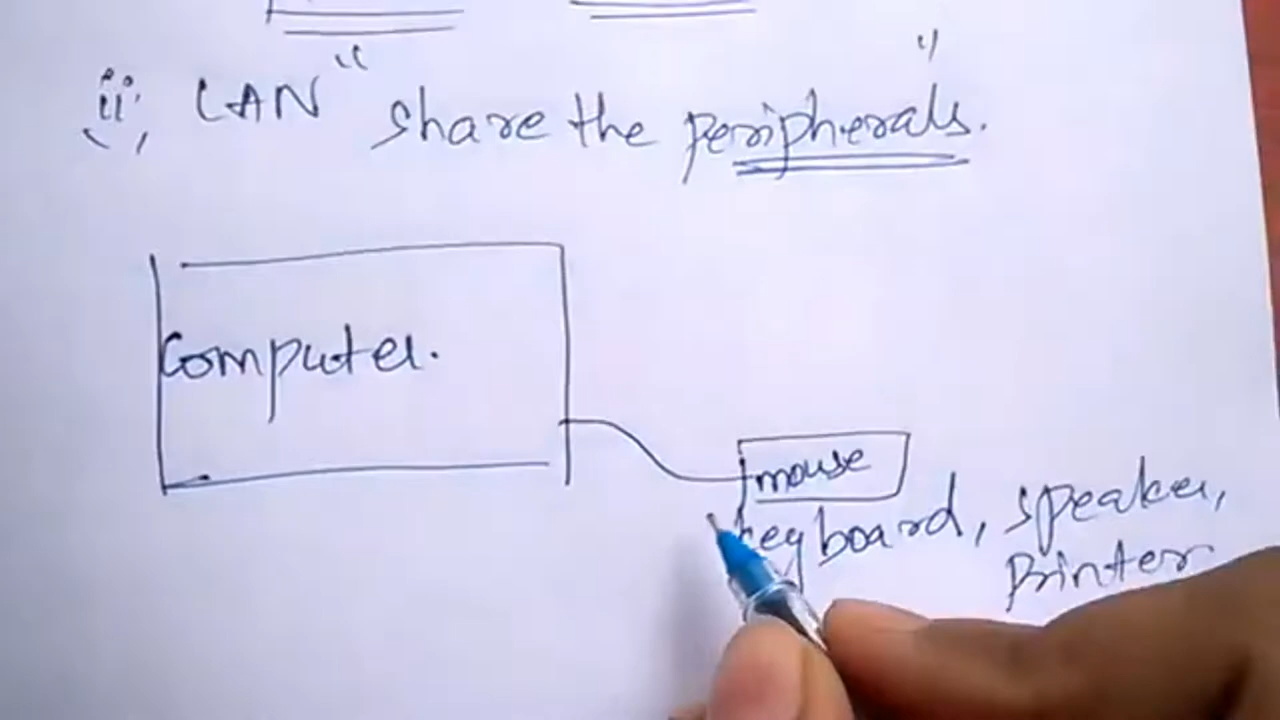 ii, LAN "share the peripherals."
Computer.
mouse
keyboard, speaker,
Printer